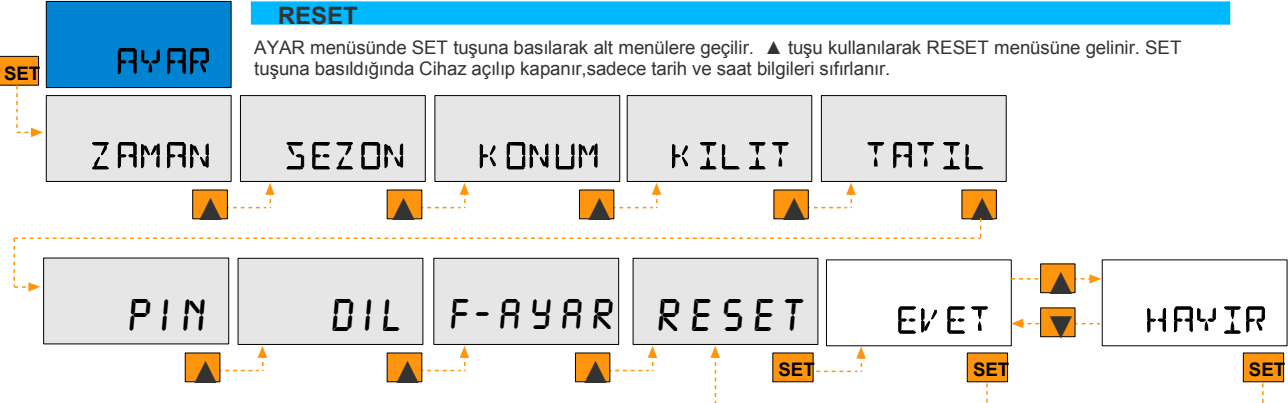 RESET
AYAR menüsünde SET tuşuna basılarak alt menülere geçilir. ▲ tuşu kullanılarak RESET menüsüne gelinir. SET
tuşuna basıldığında Cihaz açılıp kapanır,sadece tarih ve saat bilgileri sıfırlanır.
SET
AYAR
ZAMAN
SEZON
KONUM
KILIT
TATIL
▲ ▲ ▲ ▲ ▲
PIN
DIL
F-AYAR
RESET
EVET
▲
▼
HAYIR
▲ ▲ ▲ SET SET SET